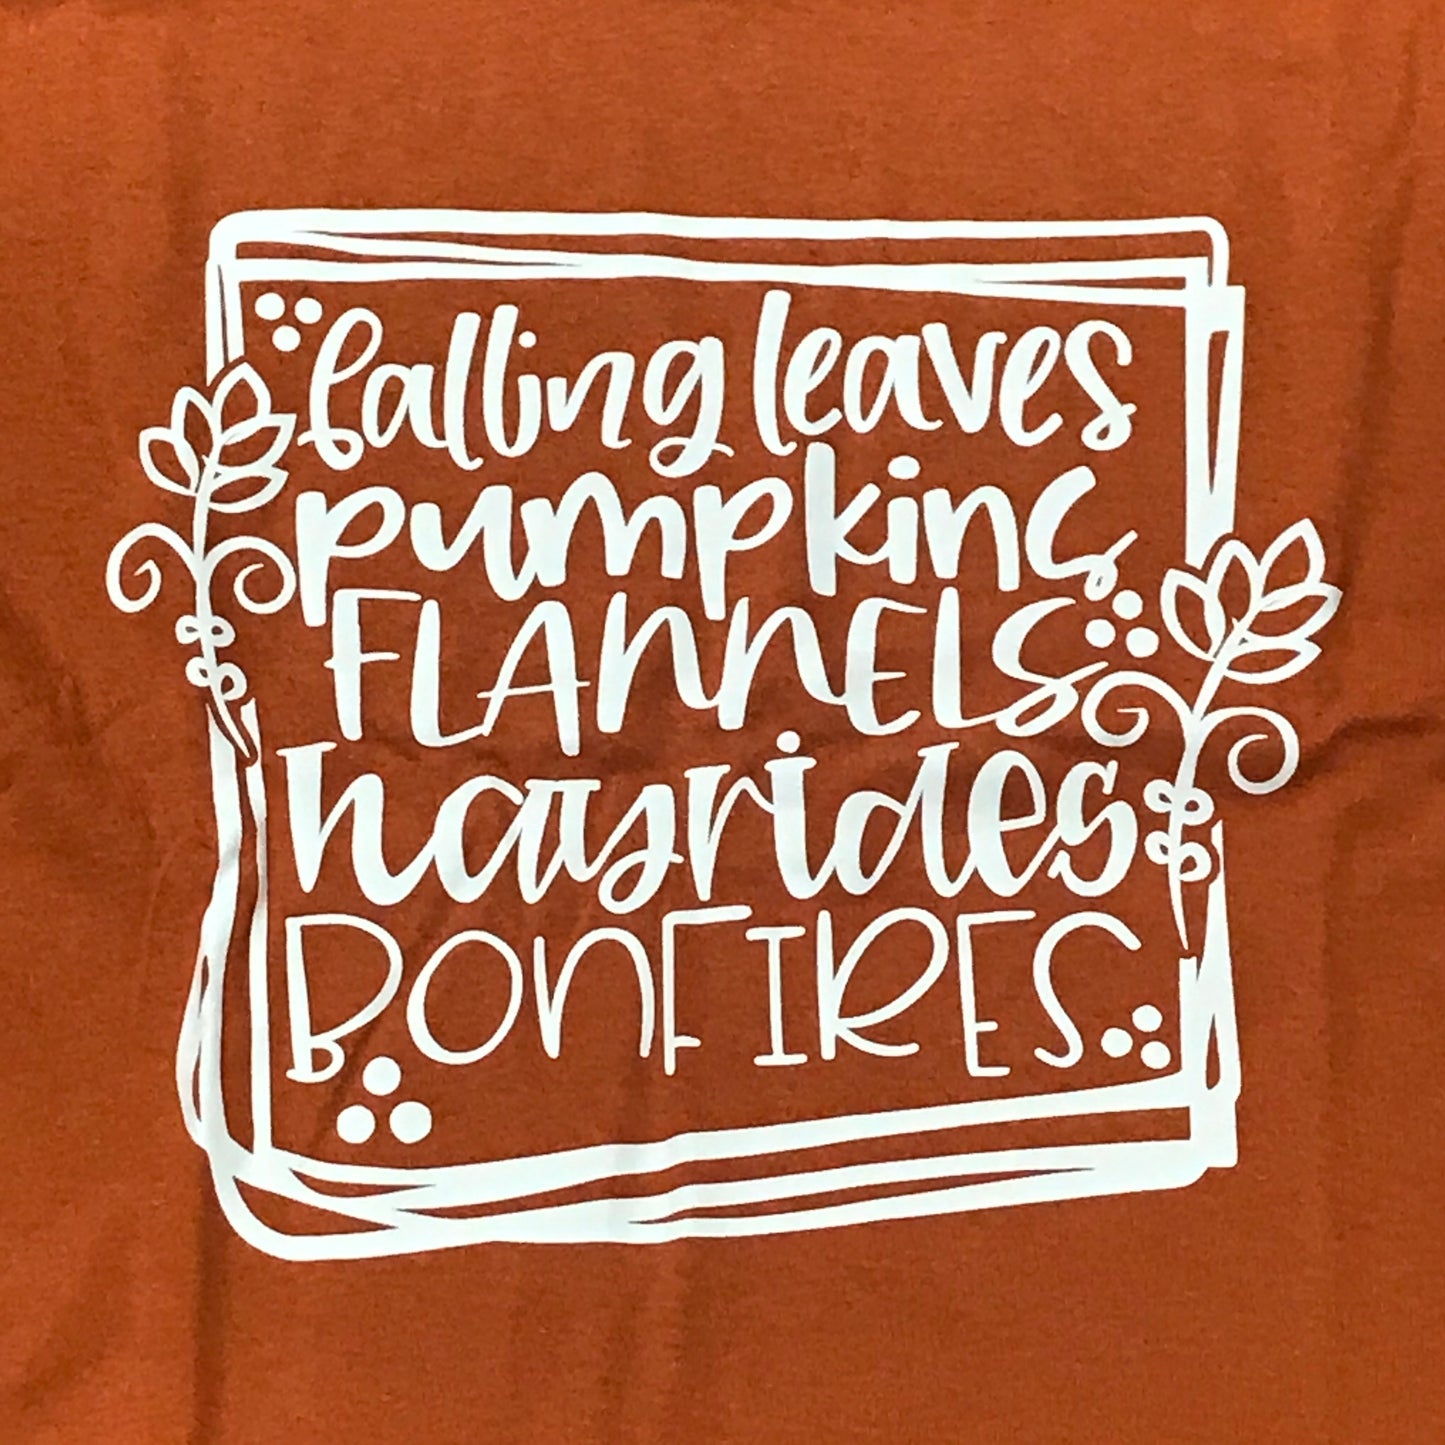 falling leaves
pumpkins
FLANNELS
hayrides
BONFIRES